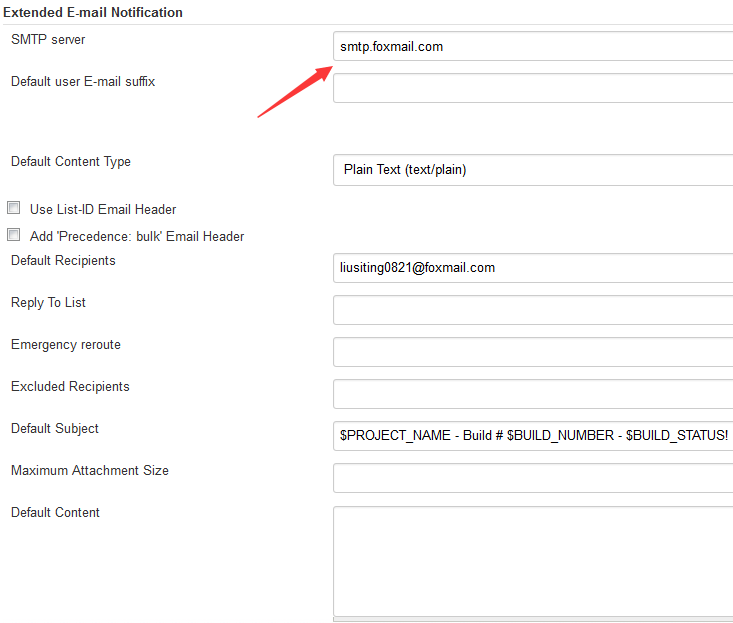 Extended E-mail Notification
SMTP server
smtp.foxmail.com
Default user E-mail suffix
Default Content Type
Plain Text (text/plain)
Use List-ID Email Header
Add 'Precedence: bulk' Email Header
Default Recipients
liusiting0821@foxmail.com
Reply To List
Emergency reroute
Excluded Recipients
Default Subject
$PROJECT_NAME - Build # $BUILD_NUMBER - $BUILD_STATUS!
Maximum Attachment Size
Default Content